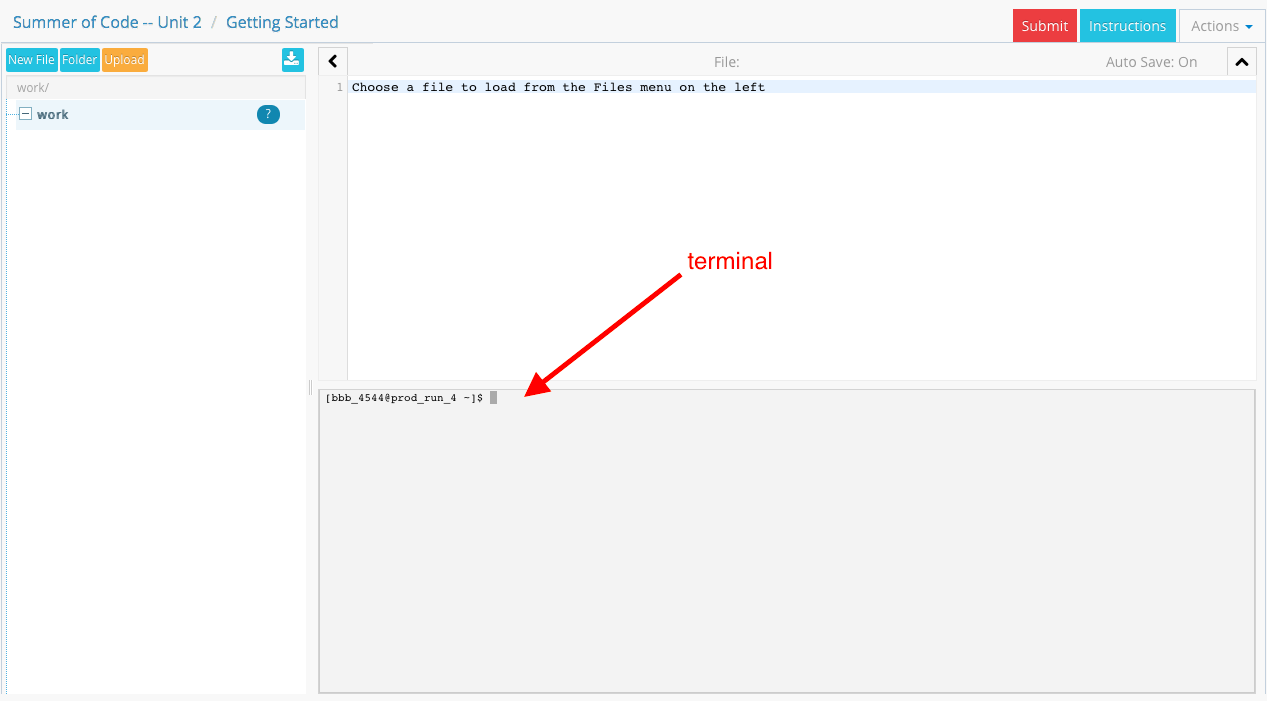 Summer of Code -- Unit 2 / Getting Started
Submit Instructions Actions
New File Folder Upload
File: Auto Save: On
work/
1 Choose a file to load from the Files menu on the left
work ?
terminal
[bbb_4544@prod_run_4 ~]$